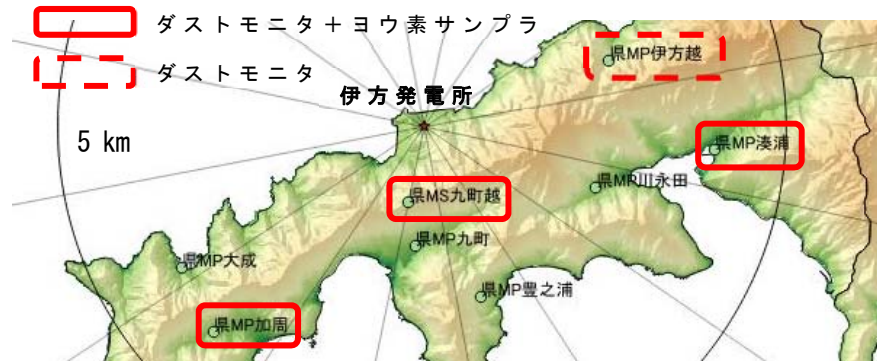 ダストモニタ＋ヨウ素サンプラ
ダストモニタ
県MP伊方越
伊方発電所
5 km
県MP湊浦
県MP川永田
県MS九町越
県MP九町
県MP大成
県MP豊之浦
県MP加周